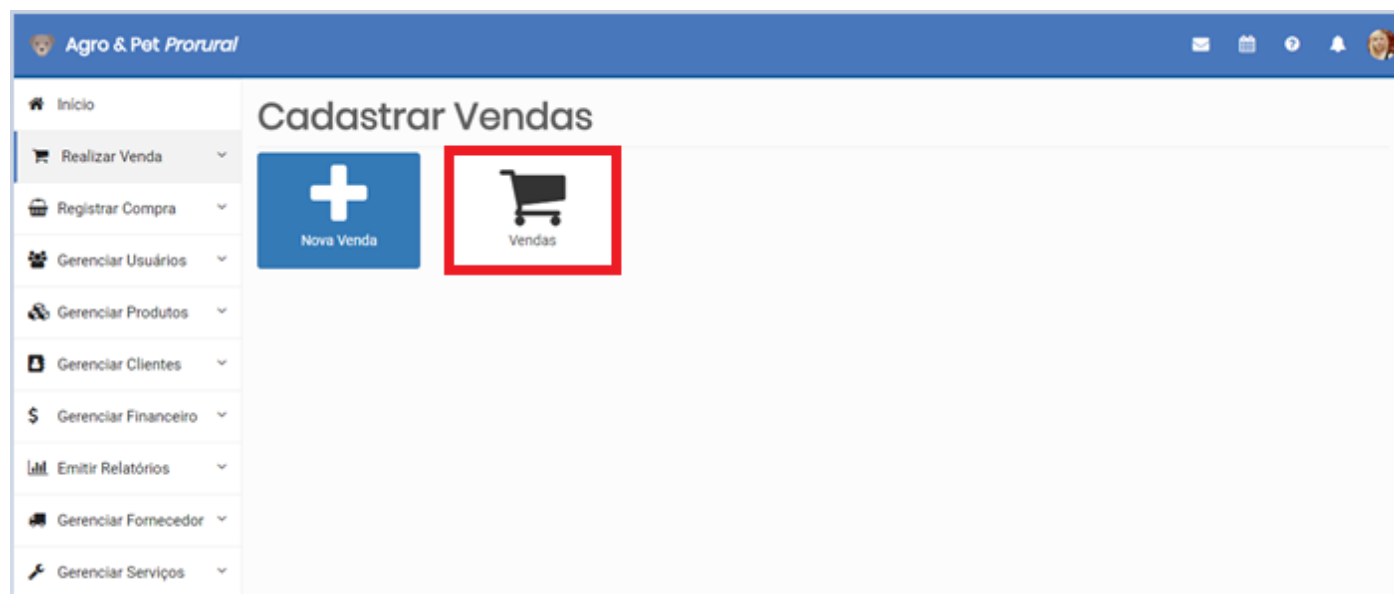 Agro & Pet Prorural
Início
Cadastrar Vendas
Realizar Venda
Registrar Compra
Nova Venda
Vendas
Gerenciar Usuários
Gerenciar Produtos
Gerenciar Clientes
Gerenciar Financeiro
Emitir Relatórios
Gerenciar Fornecedor
Gerenciar Serviços